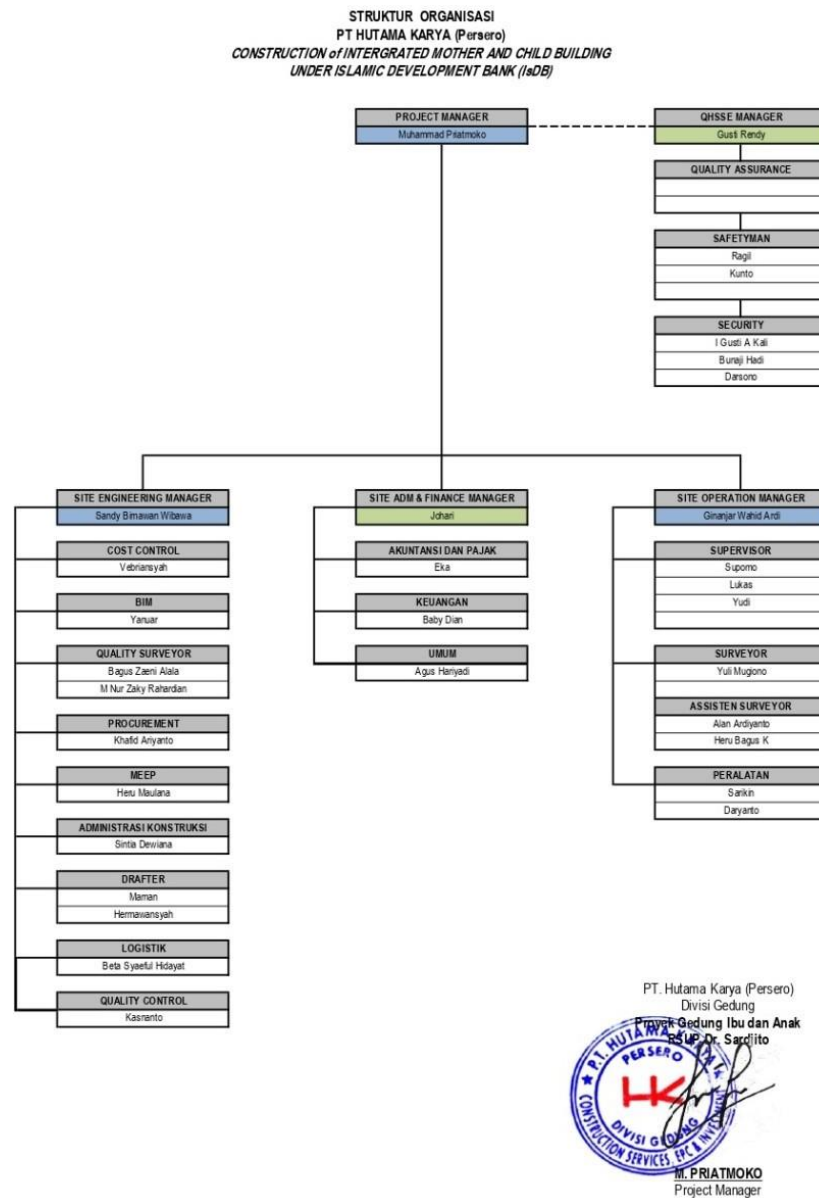 STRUKTUR ORGANISASI
PT HUTAMA KARYA (Persero)
CONSTRUCTION of INTERGRATED MOTHER AND CHILD BUILDING
UNDER ISLAMIC DEVELOPMENT BANK (IsDB)
PROJECT MANAGER
Muhammad Priatmoko
QHSSE MANAGER
Gusti Rendy
QUALITY ASSURANCE
SAFETYMAN
Ragil
Kunto
SECURITY
I Gusti A Kali
Bunaji Hadi
Darsono
SITE ENGINEERING MANAGER
Sandy Bimawan Wibawa
COST CONTROL
Vebriansyah
BIM
Yanuar
QUALITY SURVEYOR
Bagus Zaeni Alala
M Nur Zaky Rahardian
PROCUREMENT
Khafid Ariyanto
MEEP
Heru Maulana
ADMINISTRASI KONSTRUKSI
Sintia Dewiana
DRAFTER
Maman
Hermawansyah
LOGISTIK
Beta Syaeful Hidayat
QUALITY CONTROL
Kasnanto
SITE ADM & FINANCE MANAGER
Johari
AKUNTANSI DAN PAJAK
Eka
KEUANGAN
Baby Dian
UMUM
Agus Hariyadi
SITE OPERATION MANAGER
Ginanjar Wahid Ardi
SUPERVISOR
Supomo
Lukas
Yudi
SURVEYOR
Yuli Mugiono
ASSISTEN SURVEYOR
Alan Ardiyanto
Heru Bagus K
PERALATAN
Sarikin
Daryanto
PT. Hutama Karya (Persero)
Divisi Gedung
Proyek Gedung Ibu dan Anak
RSUP Dr. Sardjito
P.T. HUTAMA KARYA
PERSERO
HK
DIVISI GEDUNG
CONSTRUCTION SERVICES, EPC & INVESTMENT
M. PRIATMOKO
Project Manager